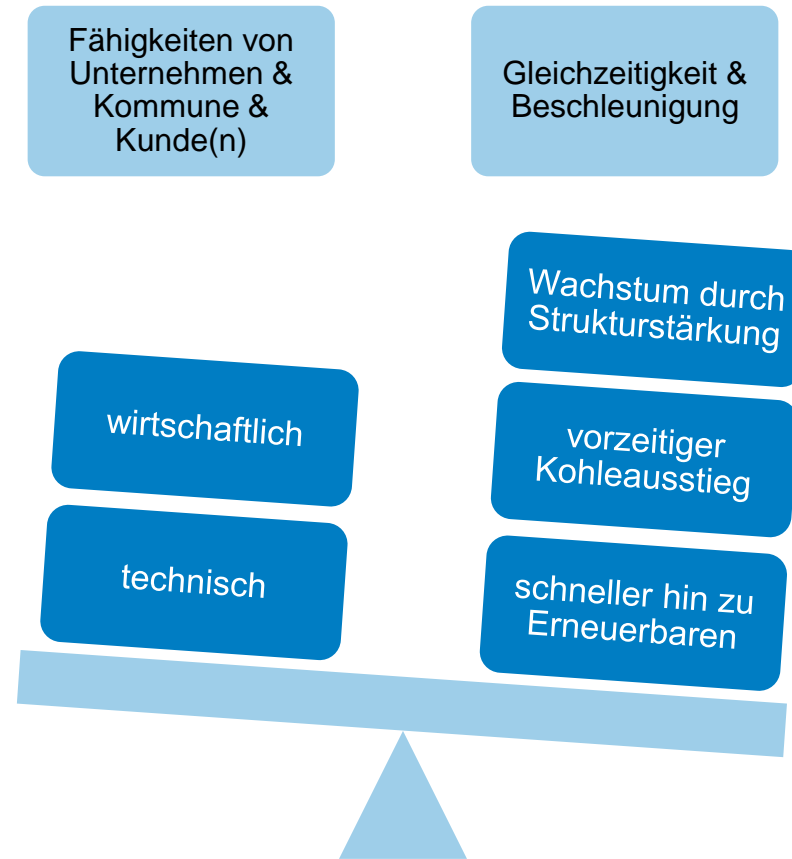 Fähigkeiten von
Unternehmen &
Kommune &
Kunde(n)
Gleichzeitigkeit &
Beschleunigung
wirtschaftlich
technisch
Wachstum durch
Strukturstärkung
vorzeitiger
Kohleausstieg
schneller hin zu
Erneuerbaren